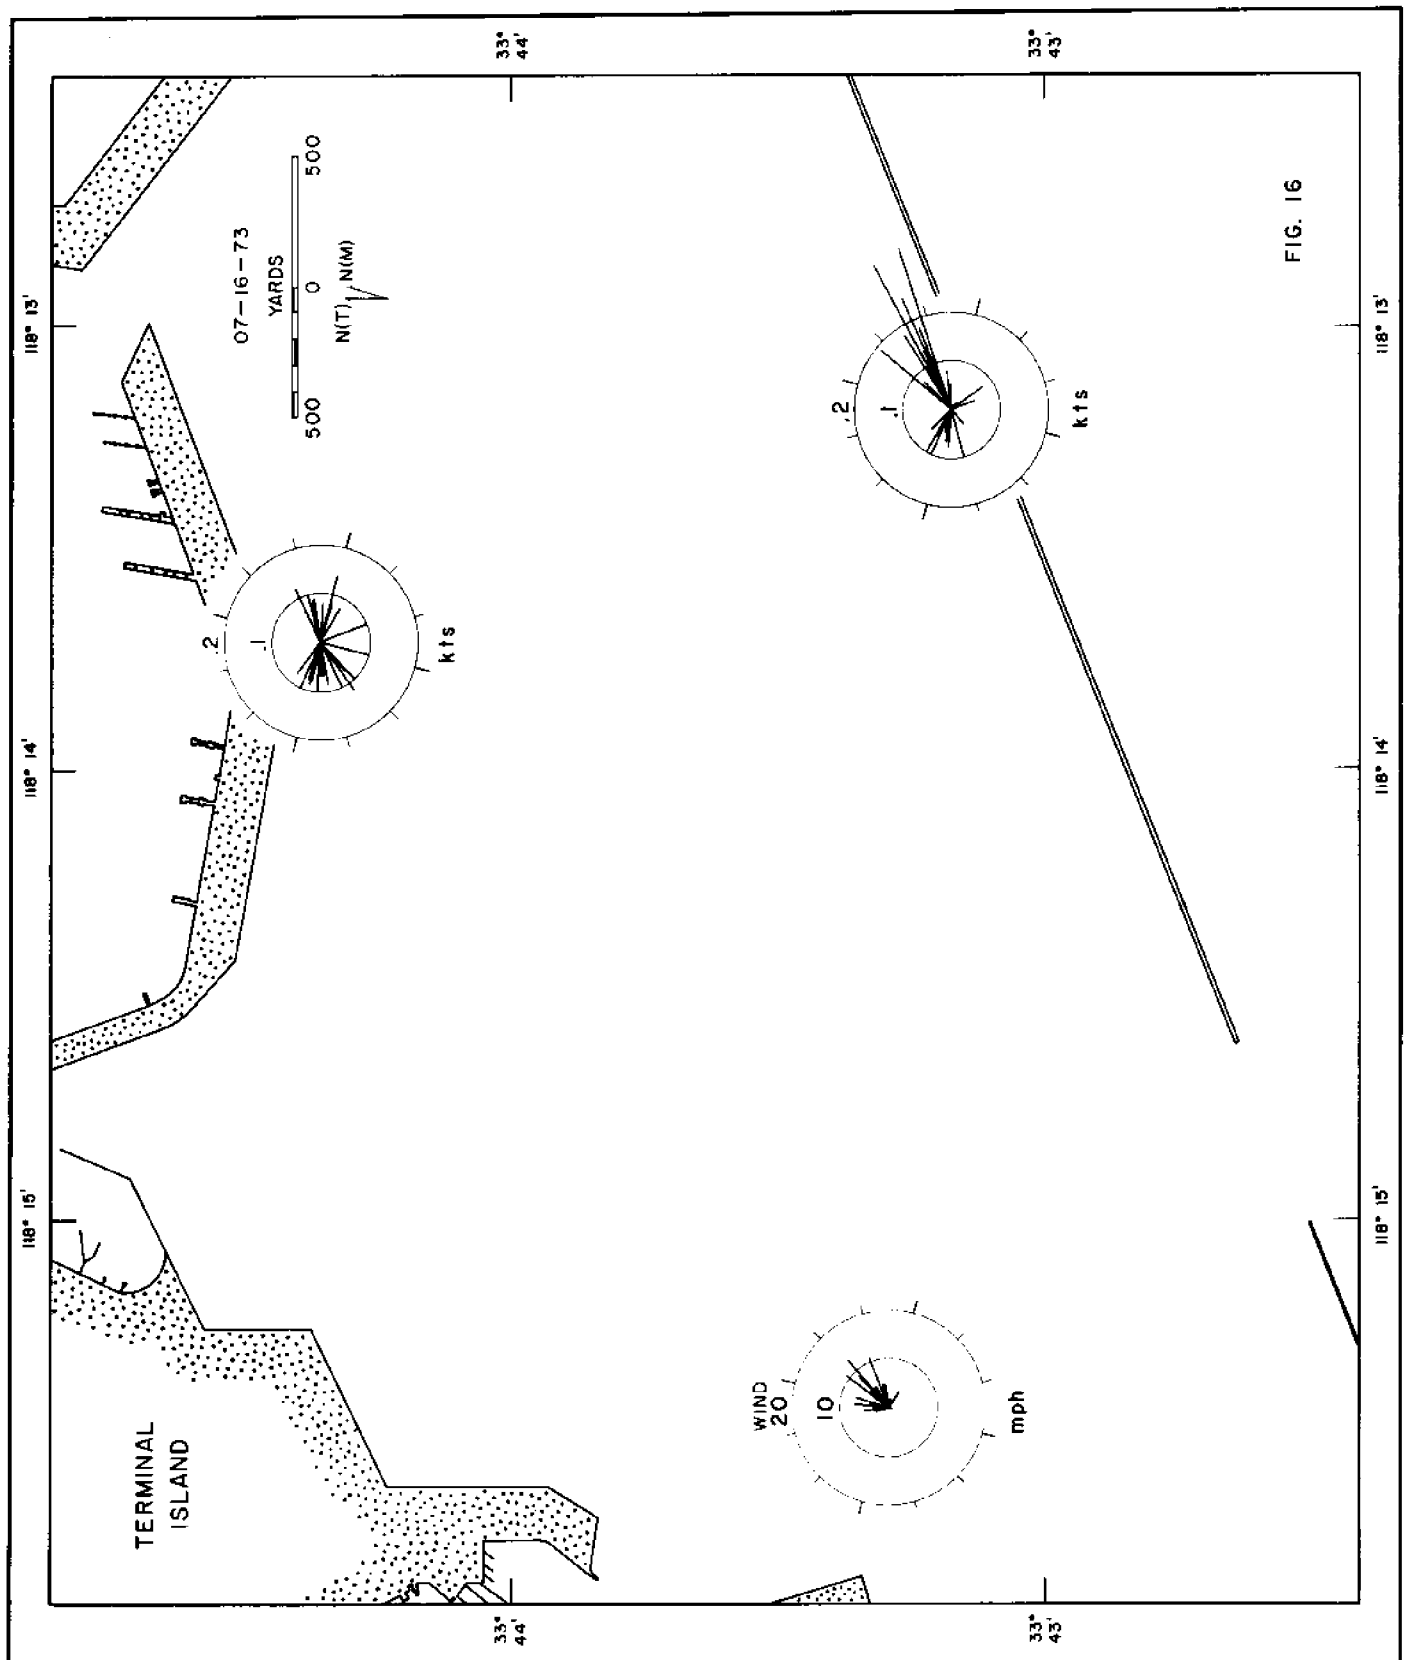 118° 15'
118° 14'
118° 13'
33°
44'
33°
43'
07-16-73
YARDS
500 0 500
N(T) N(M)
TERMINAL
ISLAND
.2
.1
kts
.2
.1
kts
WIND
20
10
mph
33°
44'
33°
43'
118° 15'
118° 14'
118° 13'
FIG. 16